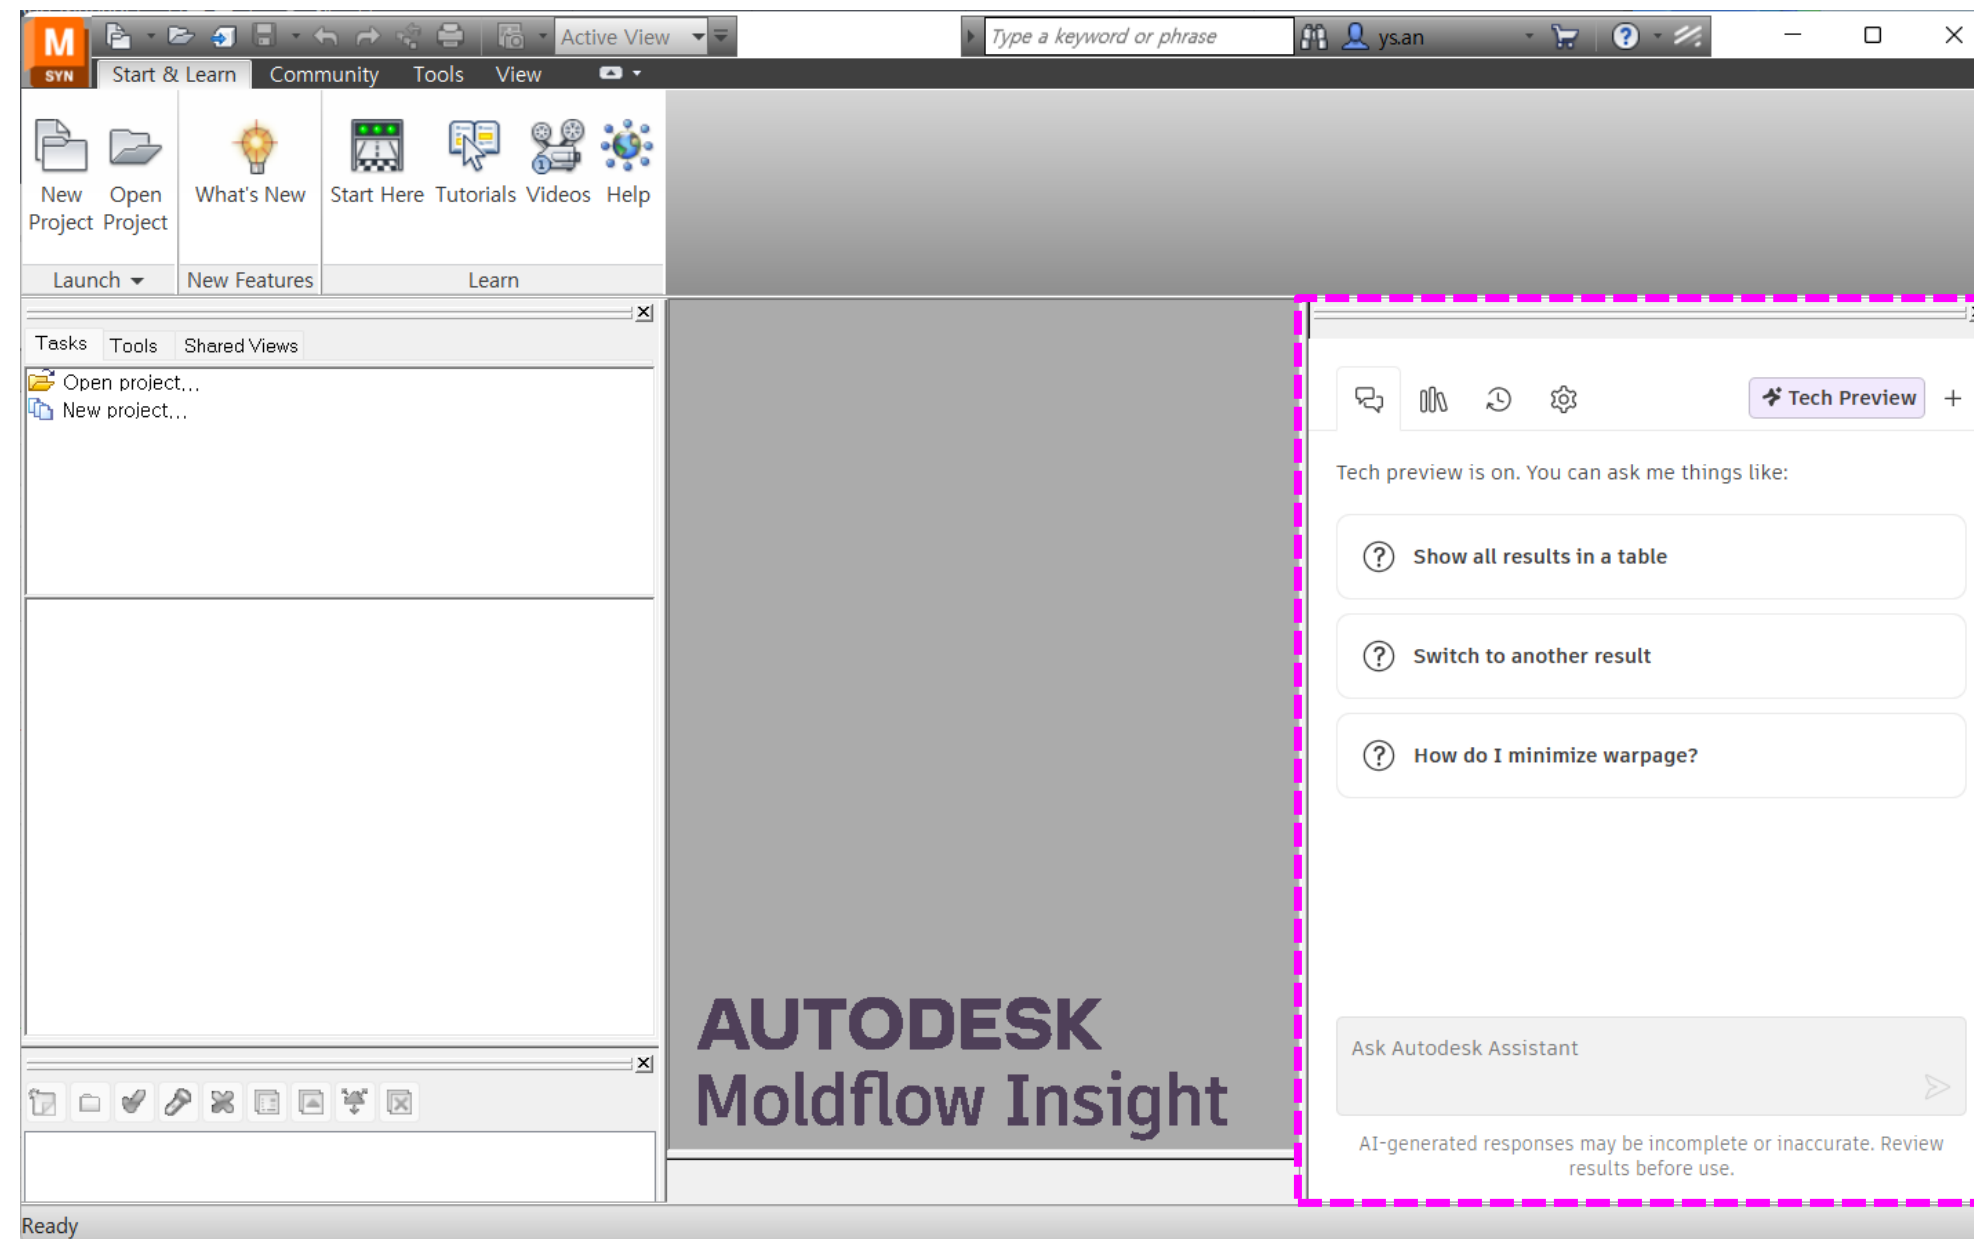 M
SYN
Active View
Type a keyword or phrase
ys.an
Start & Learn
Community
Tools
View
New Project
Open Project
What's New
Start Here
Tutorials
Videos
Help
Launch
New Features
Learn
Tasks
Tools
Shared Views
Open project...
New project...
AUTODESK
Moldflow Insight
Tech Preview
Tech preview is on. You can ask me things like:
Show all results in a table
Switch to another result
How do I minimize warpage?
Ask Autodesk Assistant
AI-generated responses may be incomplete or inaccurate. Review
results before use.
Ready